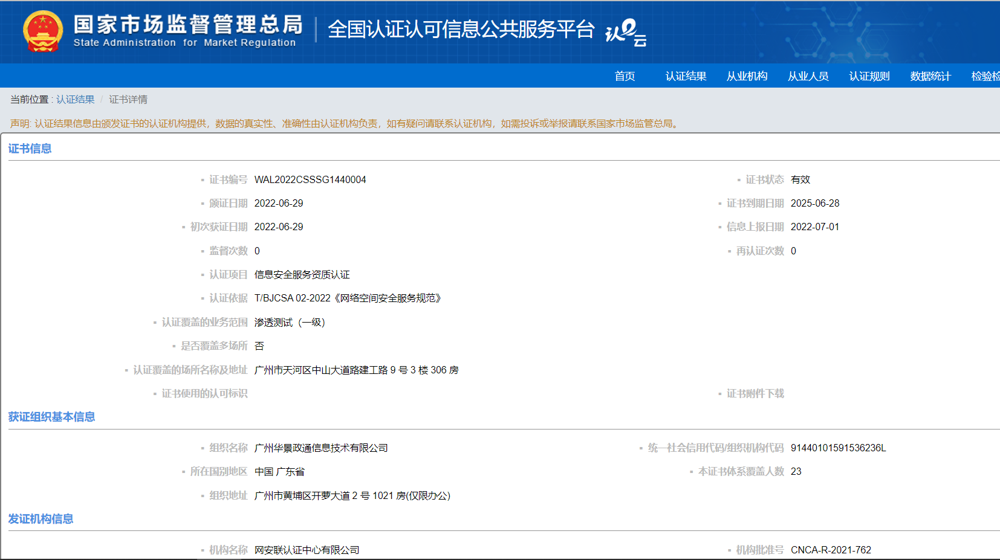 国家市场监督管理总局
State Administration for Market Regulation
全国认证认可信息公共服务平台 认e云
首页 认证结果 从业机构 从业人员 认证规则 数据统计 检验检
当前位置 : 认证结果 / 证书详情
声明: 认证结果信息由颁发证书的认证机构提供，数据的真实性、准确性由认证机构负责，如有疑问请联系认证机构，如需投诉或举报请联系国家市场监管总局。
证书信息
证书编号 WAL2022CSSSG1440004 证书状态 有效
颁证日期 2022-06-29 证书到期日期 2025-06-28
初次获证日期 2022-06-29 信息上报日期 2022-07-01
监督次数 0 再认证次数 0
认证项目 信息安全服务资质认证
认证依据 T/BJCSA 02-2022《网络空间安全服务规范》
认证覆盖的业务范围 渗透测试（一级）
是否覆盖多场所 否
认证覆盖的场所名称及地址 广州市天河区中山大道路建工路 9 号 3 楼 306 房
证书使用的认可标识 证书附件下载
获证组织基本信息
组织名称 广州华景政通信息技术有限公司 统一社会信用代码/组织机构代码 91440101591536236L
所在国别地区 中国 广东省 本证书体系覆盖人数 23
组织地址 广州市黄埔区开萝大道 2 号 1021 房(仅限办公)
发证机构信息
机构名称 网安联认证中心有限公司 机构批准号 CNCA-R-2021-762